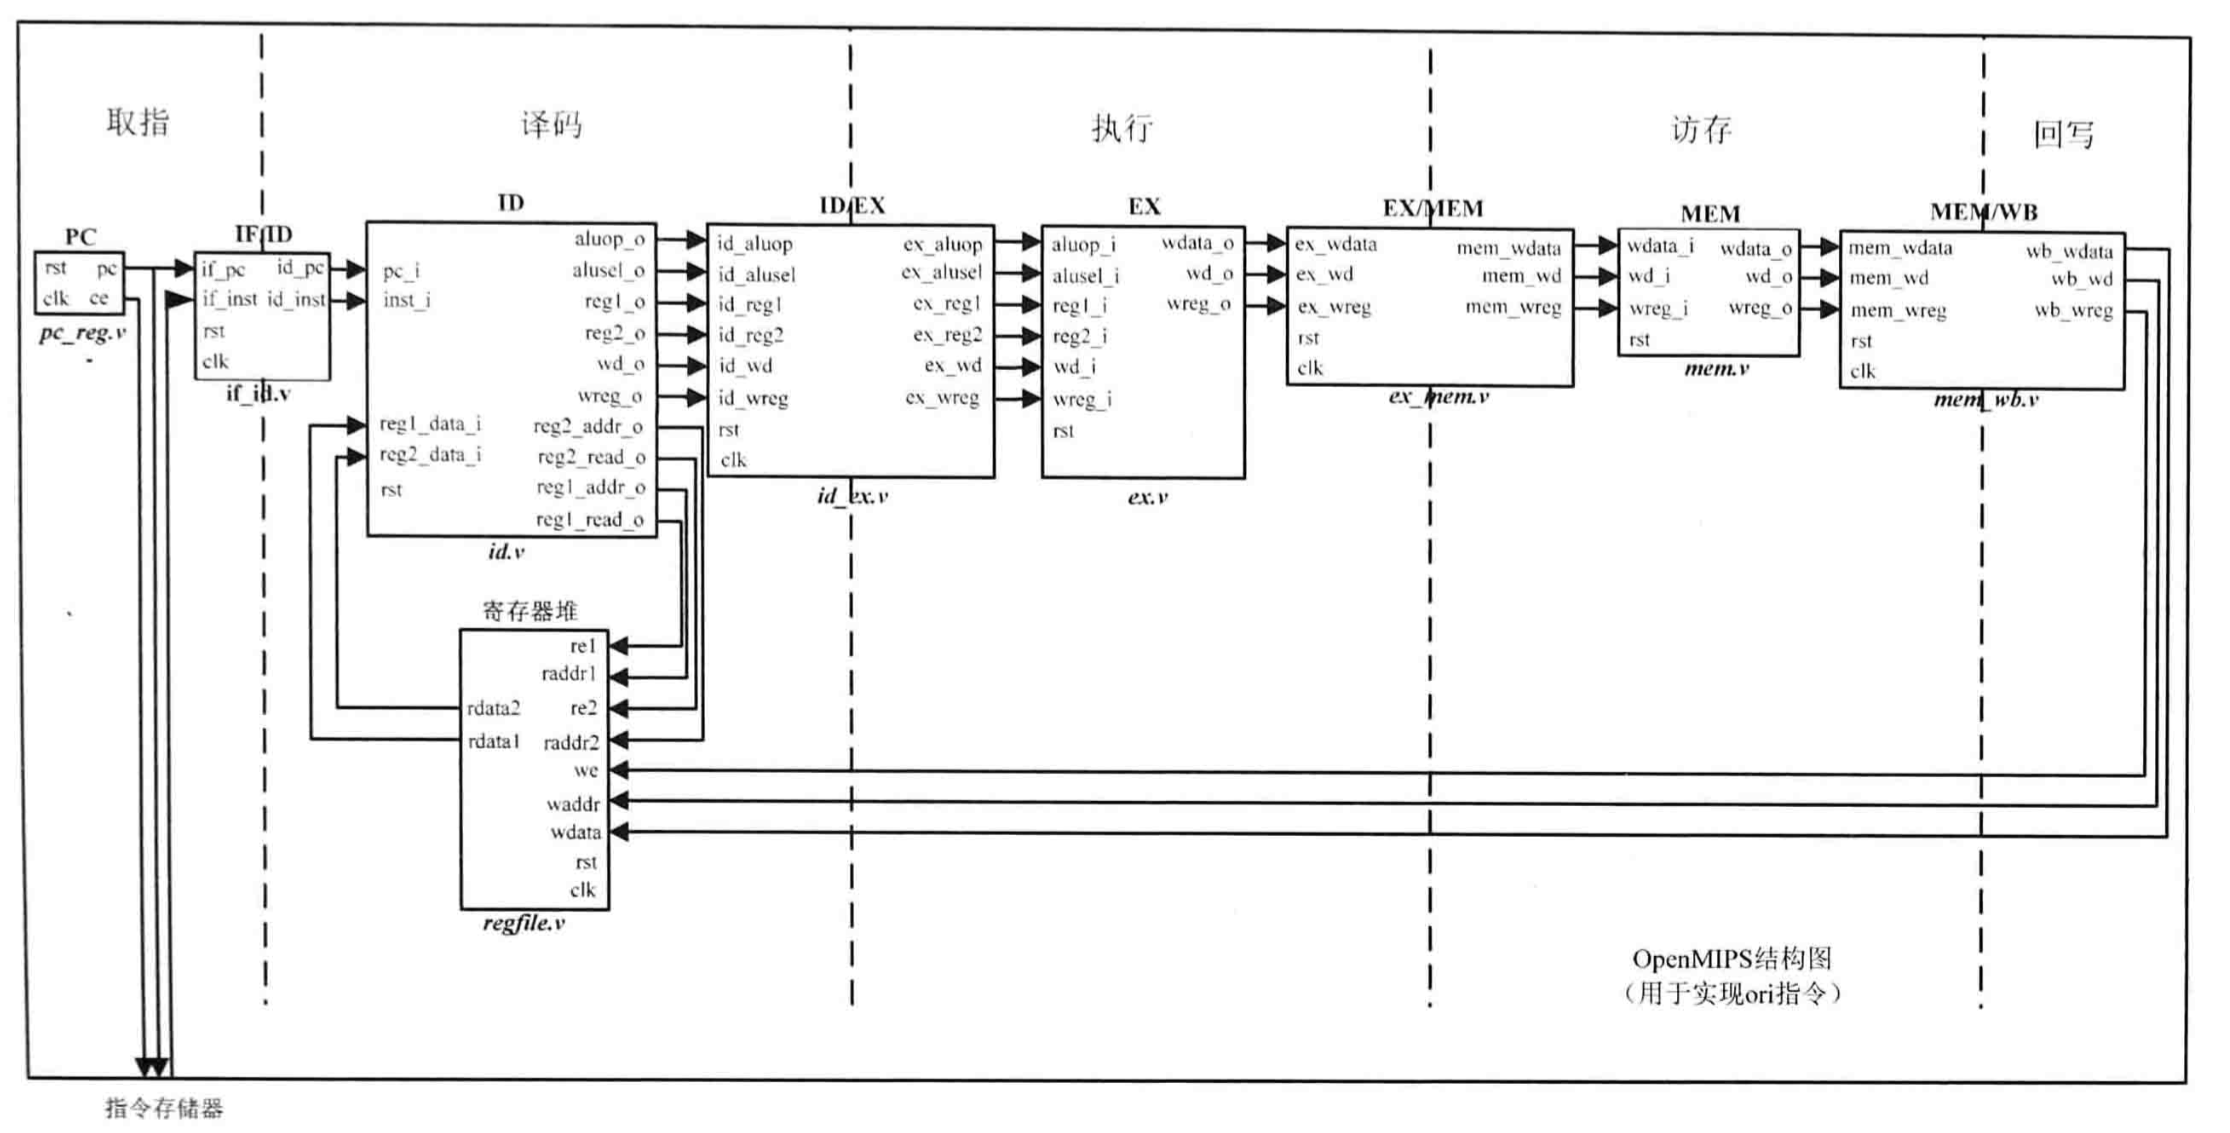 取指
译码
执行
访存
回写
PC
rst pc
clk ce
pc_reg.v
IF/ID
if_pc id_pc
if_inst id_inst
rst
clk
if_id.v
ID
aluop_o
alusel_o
pc_i
inst_i
reg1_o
reg2_o
wd_o
wreg_o
reg1_data_i reg2_addr_o
reg2_data_i reg2_read_o
rst reg1_addr_o
reg1_read_o
id.v
ID/EX
id_aluop ex_aluop
id_alusel ex_alusel
id_reg1 ex_reg1
id_reg2 ex_reg2
id_wd ex_wd
id_wreg ex_wreg
rst
clk
id_ex.v
EX
aluop_i wdata_o
alusel_i wd_o
reg1_i wreg_o
reg2_i
wd_i
wreg_i
rst
ex.v
EX/MEM
ex_wdata mem_wdata
ex_wd mem_wd
ex_wreg mem_wreg
rst
clk
ex_mem.v
MEM
wdata_i wdata_o
wd_i wd_o
wreg_i wreg_o
rst
mem.v
MEM/WB
mem_wdata wb_wdata
mem_wd wb_wd
mem_wreg wb_wreg
rst
clk
mem_wb.v
寄存器堆
re1
raddr1
rdata2 re2
rdata1 raddr2
we
waddr
wdata
rst
clk
regfile.v
OpenMIPS结构图
（用于实现ori指令）
指令存储器